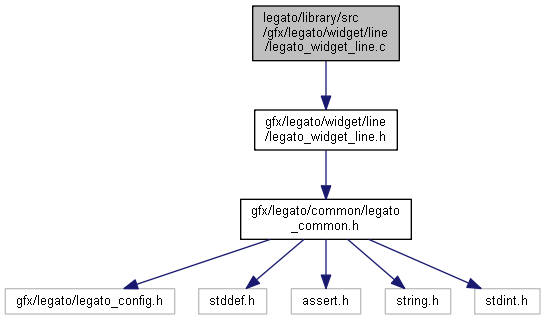 legato/library/src
/gfx/legato/widget/line
/legato_widget_line.c
gfx/legato/widget/line
/legato_widget_line.h
gfx/legato/common/legato
_common.h
gfx/legato/legato_config.h
stddef.h
assert.h
string.h
stdint.h